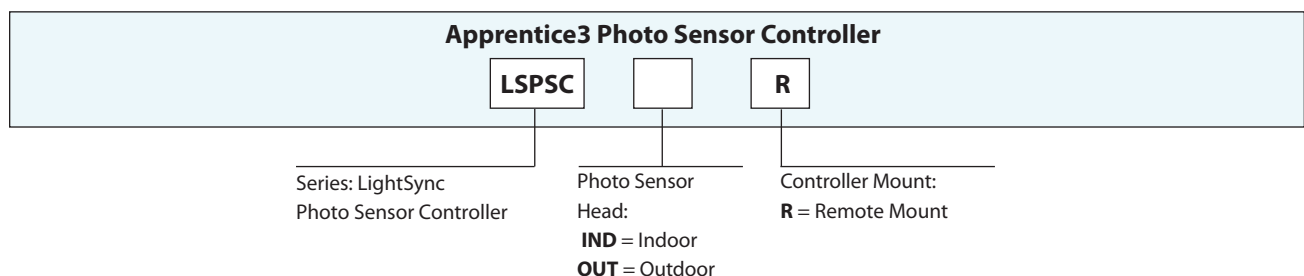 Apprentice3 Photo Sensor Controller
LSPSC R
Series: LightSync
Photo Sensor Controller
Photo Sensor
Head:
IND = Indoor
OUT = Outdoor
Controller Mount:
R = Remote Mount